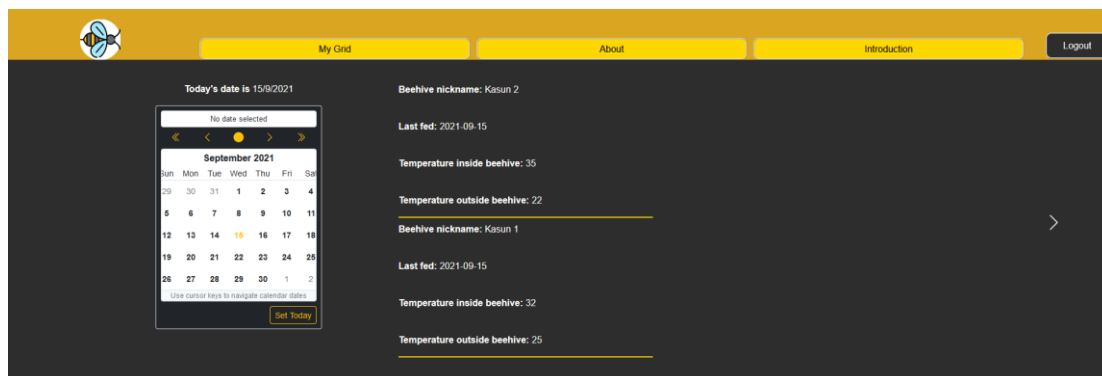 My Grid About Introduction Logout
Today's date is 15/9/2021
No date selected
September 2021
Sun Mon Tue Wed Thu Fri Sat
29 30 31 1 2 3 4
5 6 7 8 9 10 11
12 13 14 15 16 17 18
19 20 21 22 23 24 25
26 27 28 29 30 1 2
Use cursor keys to navigate calendar dates
Set Today
Beehive nickname: Kasun 2
Last fed: 2021-09-15
Temperature inside beehive: 35
Temperature outside beehive: 22
Beehive nickname: Kasun 1
Last fed: 2021-09-15
Temperature inside beehive: 32
Temperature outside beehive: 25